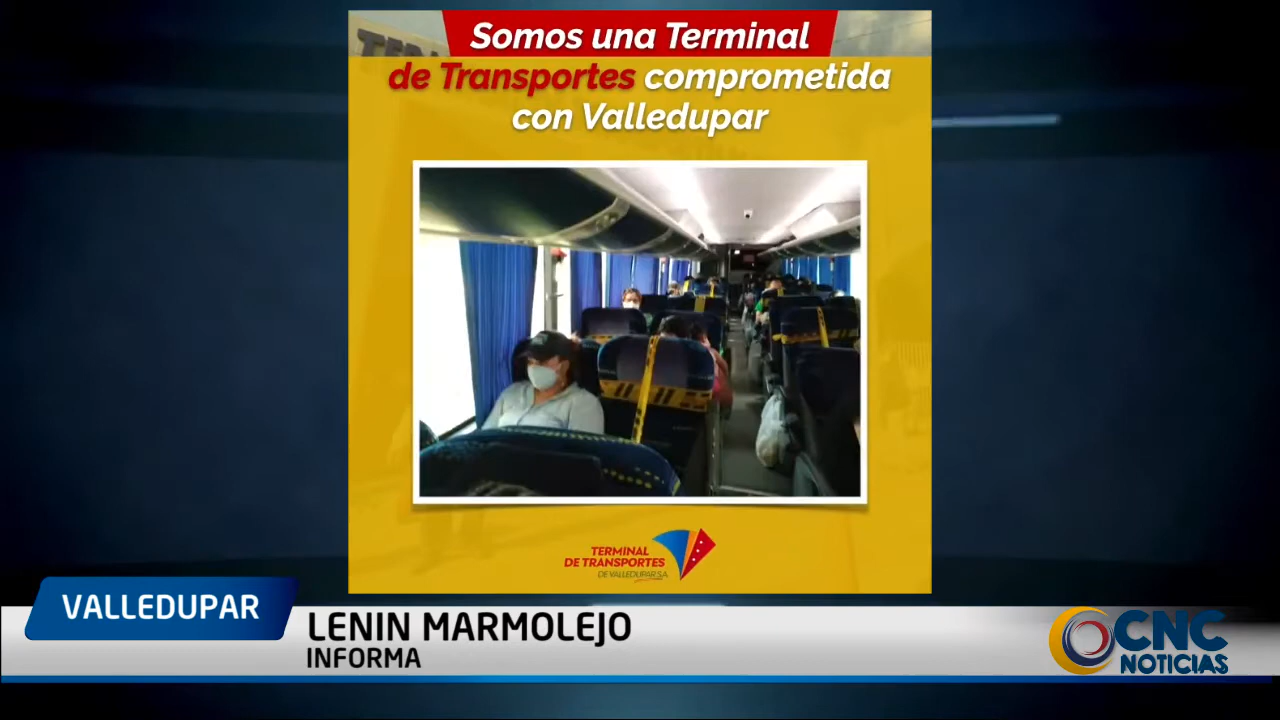 Somos una Terminal
de Transportes comprometida
con Valledupar
TERMINAL
DE TRANSPORTES
DE VALLEDUPAR S.A.
VALLEDUPAR
LENIN MARMOLEJO
INFORMA
CNC
NOTICIAS